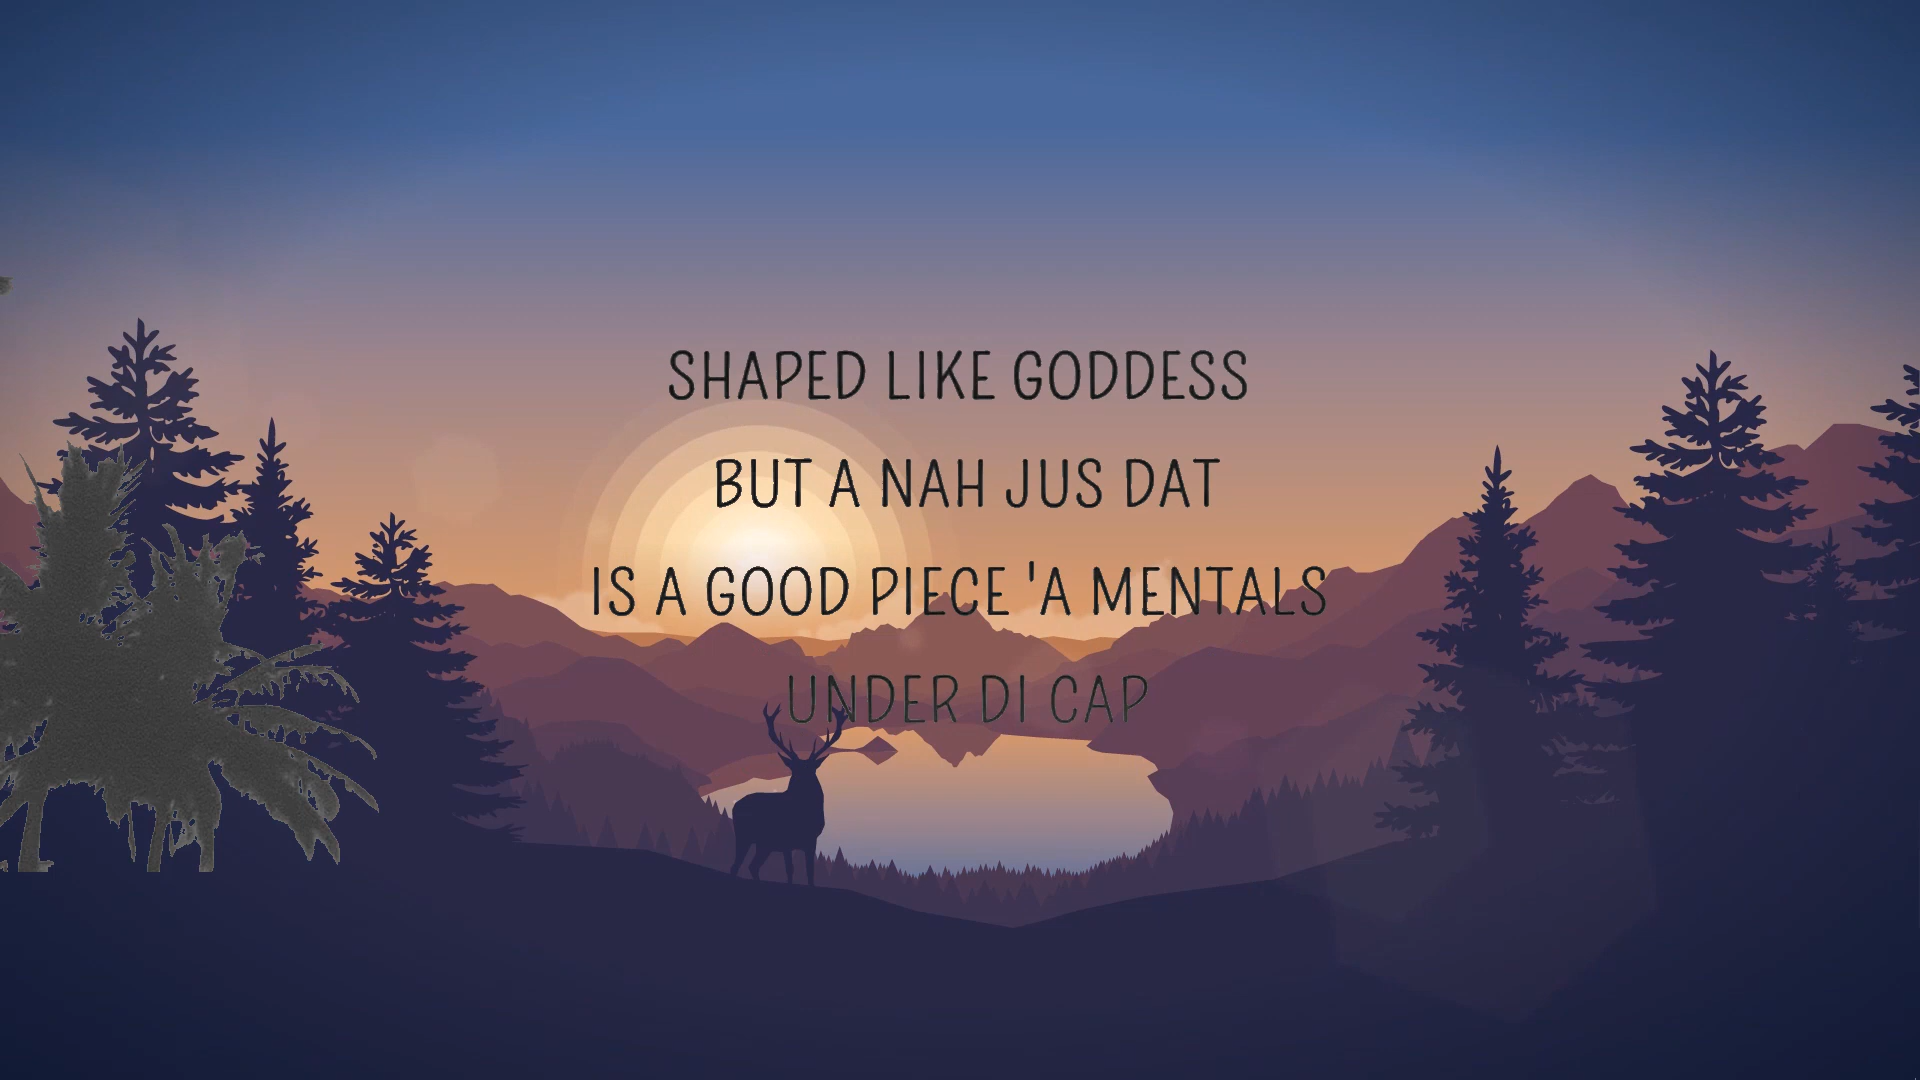 SHAPED LIKE GODDESS
BUT A NAH JUS DAT
IS A GOOD PIECE 'A MENTALS
UNDER DI CAP